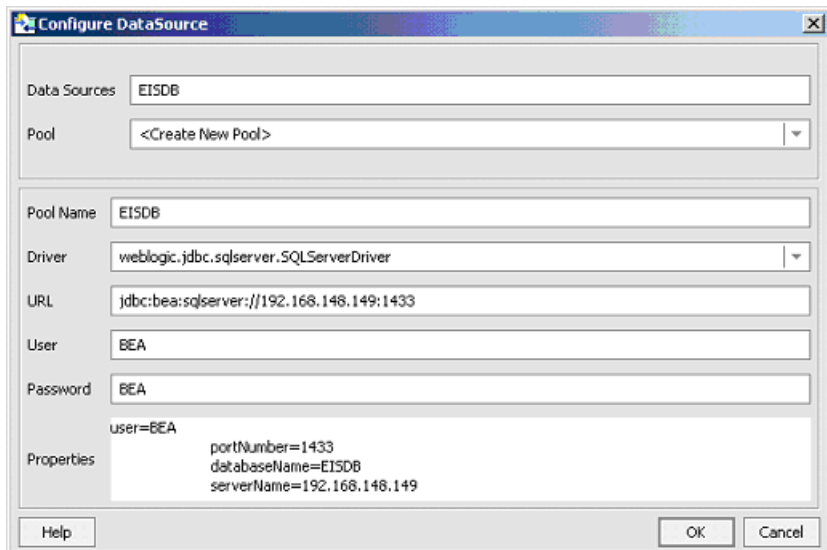 Configure DataSource
Data Sources EISDB
Pool <Create New Pool>
Pool Name EISDB
Driver weblogic.jdbc.sqlserver.SQLServerDriver
URL jdbc:bea:sqlserver://192.168.148.149:1433
User BEA
Password BEA
Properties user=BEA
portNumber=1433
databaseName=EISDB
serverName=192.168.148.149
Help OK Cancel